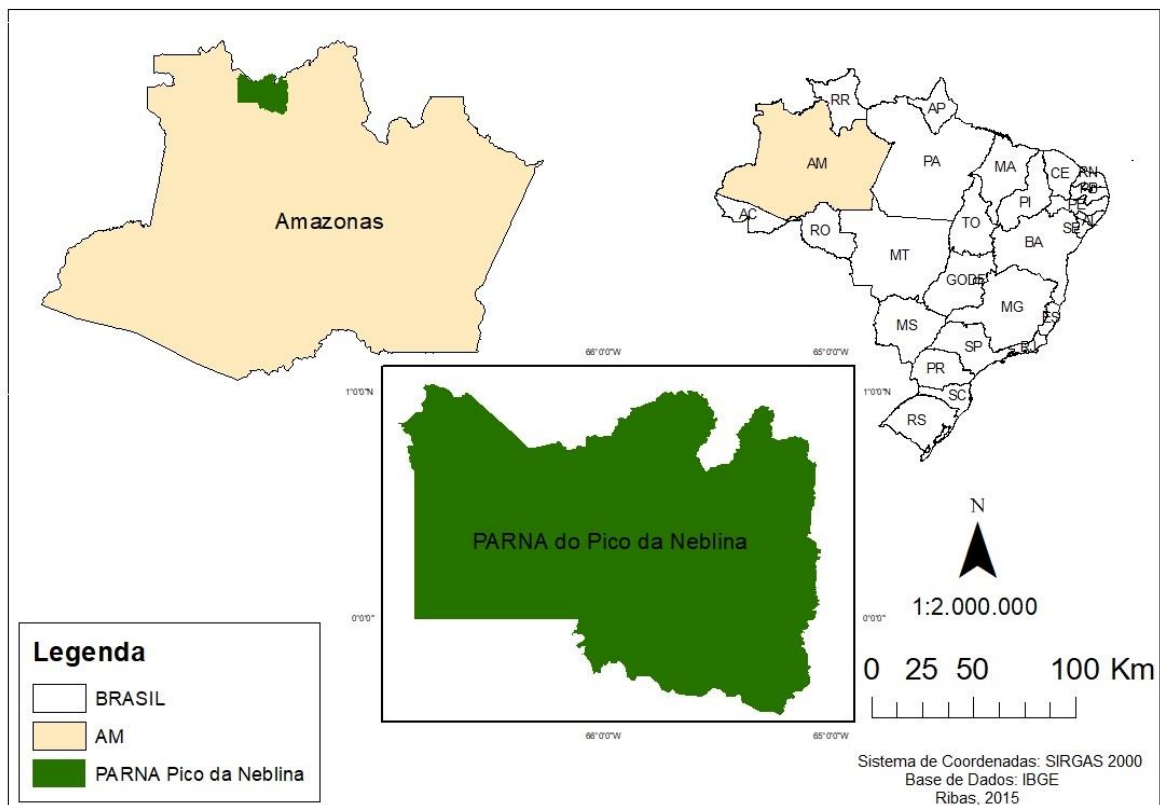 Amazonas
RR
AP
AM
PA
MA
CE
RN
PI
AC
RO
TO
PE
AL
SE
BA
MT
GO
DF
MG
ES
MS
SP
RJ
PR
SC
RS
66°0'0"W
65°0'0"W
1°0'0"N
1°0'0"N
PARNA do Pico da Neblina
0°0'0"
0°0'0"
66°0'0"W
65°0'0"W
N
1:2.000.000
0 25 50 100 Km
Legenda
BRASIL
AM
PARNA Pico da Neblina
Sistema de Coordenadas: SIRGAS 2000
Base de Dados: IBGE
Ribas, 2015